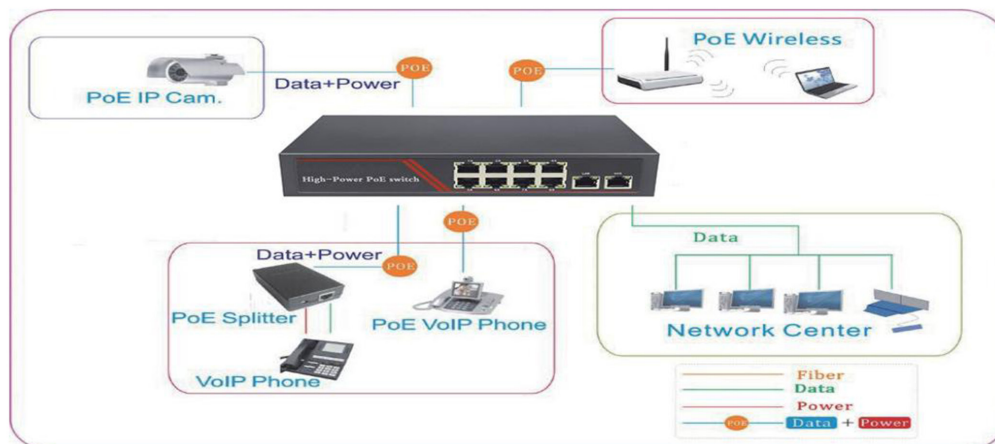 PoE Wireless
POE
POE
Data+Power
PoE IP Cam.
High-Power PoE switch
POE
Data
Data+Power
POE
PoE Splitter
PoE VoIP Phone
Network Center
VoIP Phone
Fiber
Data
Power
POE Data + Power